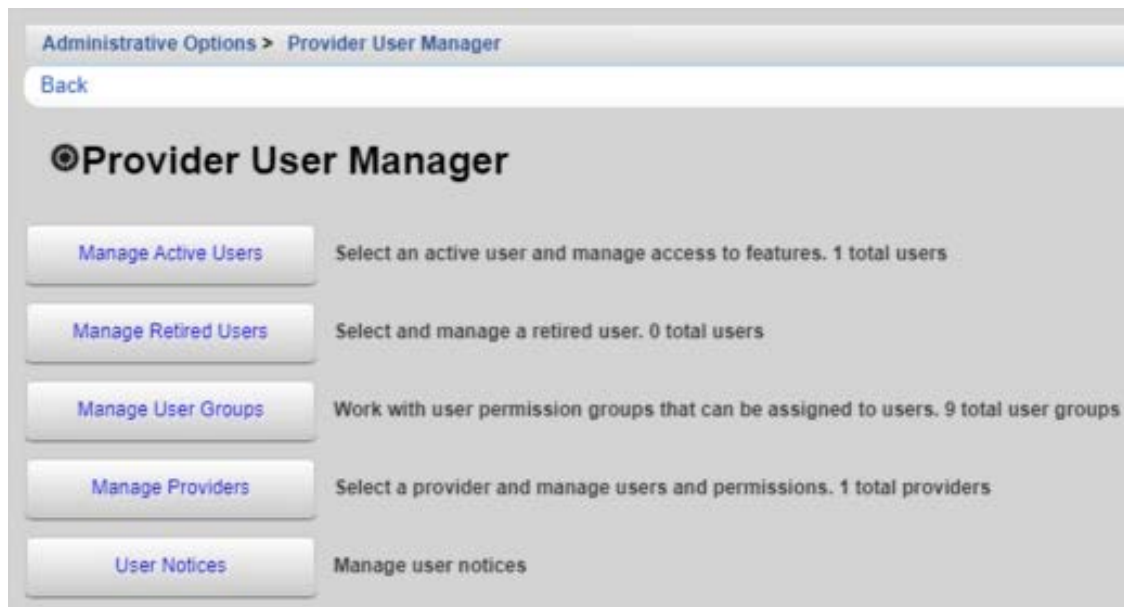 Administrative Options > Provider User Manager
Back
Provider User Manager
Manage Active Users Select an active user and manage access to features. 1 total users
Manage Retired Users Select and manage a retired user. 0 total users
Manage User Groups Work with user permission groups that can be assigned to users. 9 total user groups
Manage Providers Select a provider and manage users and permissions. 1 total providers
User Notices Manage user notices